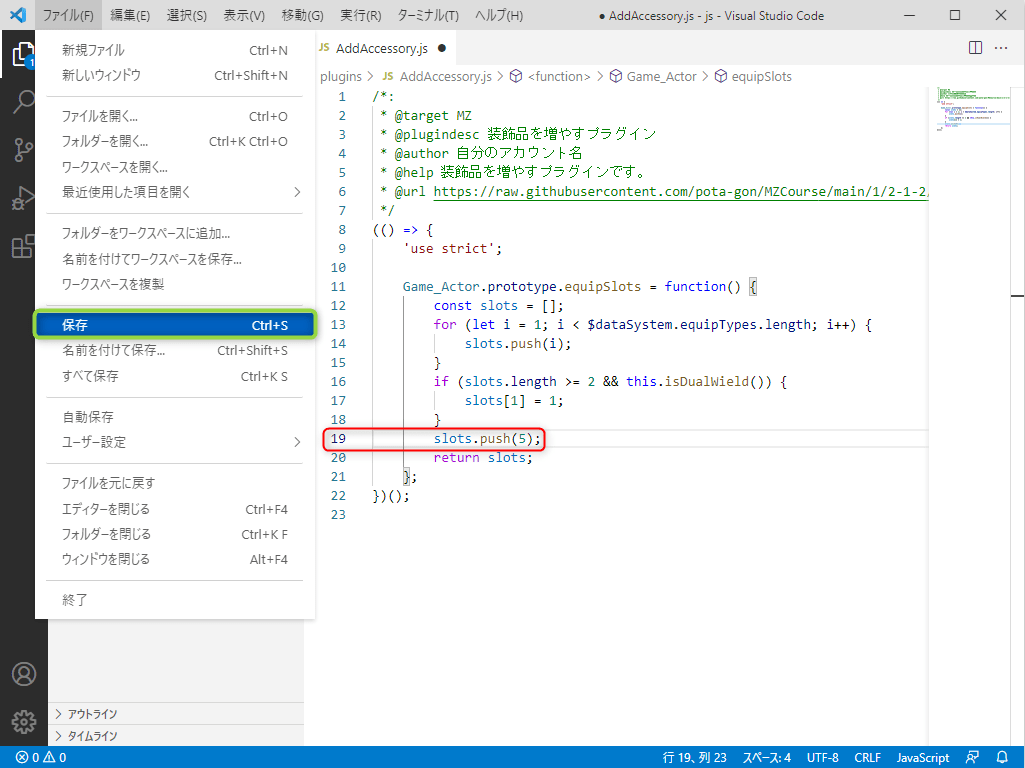 ファイル(F) 編集(E) 選択(S) 表示(V) 移動(G) 実行(R) ターミナル(T) ヘルプ(H) ● AddAccessory.js - js - Visual Studio Code
新規ファイル Ctrl+N
新しいウィンドウ Ctrl+Shift+N
ファイルを開く... Ctrl+O
フォルダーを開く... Ctrl+K Ctrl+O
ワークスペースを開く...
最近使用した項目を開く
フォルダーをワークスペースに追加...
名前を付けてワークスペースを保存...
ワークスペースを複製
保存 Ctrl+S
名前を付けて保存... Ctrl+Shift+S
すべて保存 Ctrl+K S
自動保存
ユーザー設定
ファイルを元に戻す
エディターを閉じる Ctrl+F4
フォルダーを閉じる Ctrl+K F
ウィンドウを閉じる Alt+F4
終了
1
アウトライン
タイムライン
JS AddAccessory.js ●
plugins > JS AddAccessory.js > <function> > Game_Actor > equipSlots
1 /*:
2 * @target MZ
3 * @plugindesc 装飾品を増やすプラグイン
4 * @author 自分のアカウント名
5 * @help 装飾品を増やすプラグインです。
6 * @url https://raw.githubusercontent.com/pota-gon/MZCourse/main/1/2-1-2/
7 */
8 (() => {
9 'use strict';
10
11 Game_Actor.prototype.equipSlots = function() {
12 const slots = [];
13 for (let i = 1; i < $dataSystem.equipTypes.length; i++) {
14 slots.push(i);
15 }
16 if (slots.length >= 2 && this.isDualWield()) {
17 slots[1] = 1;
18 }
19 slots.push(5);
20 return slots;
21 };
22 })();
23
0 0 行 19、列 23 スペース: 4 UTF-8 CRLF JavaScript